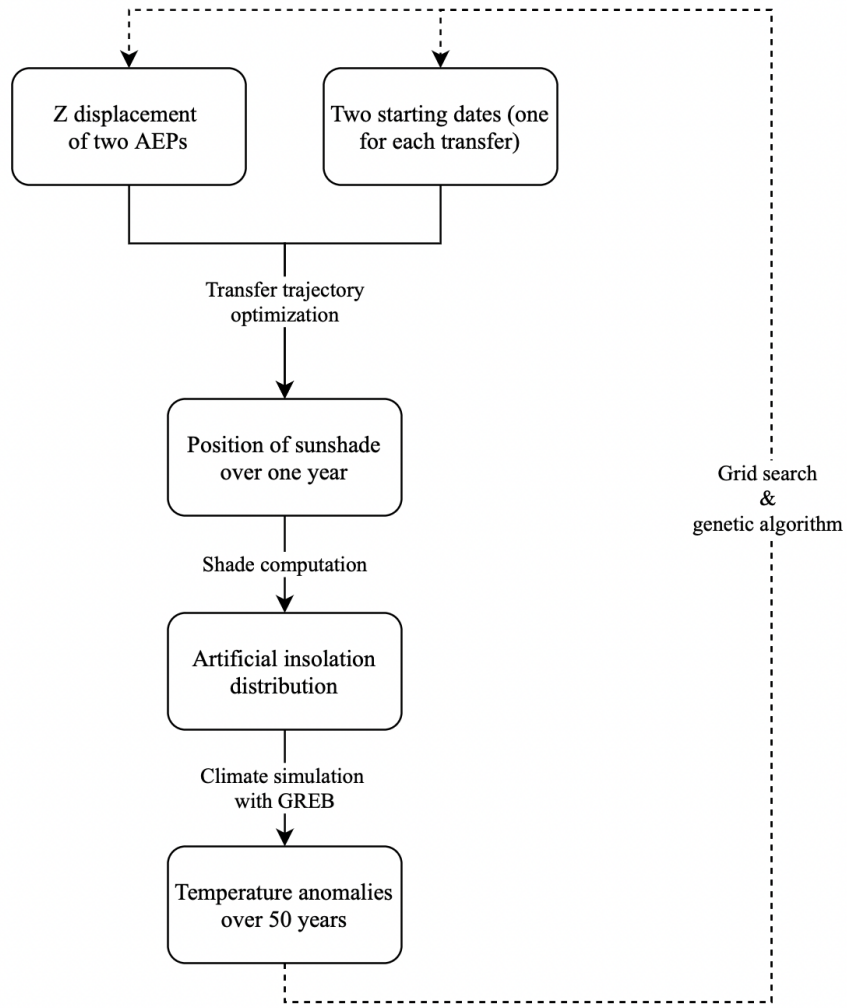 Z displacement
of two AEPs
Two starting dates (one
for each transfer)
Transfer trajectory
optimization
Position of sunshade
over one year
Grid search
&
genetic algorithm
Shade computation
Artificial insolation
distribution
Climate simulation
with GREB
Temperature anomalies
over 50 years